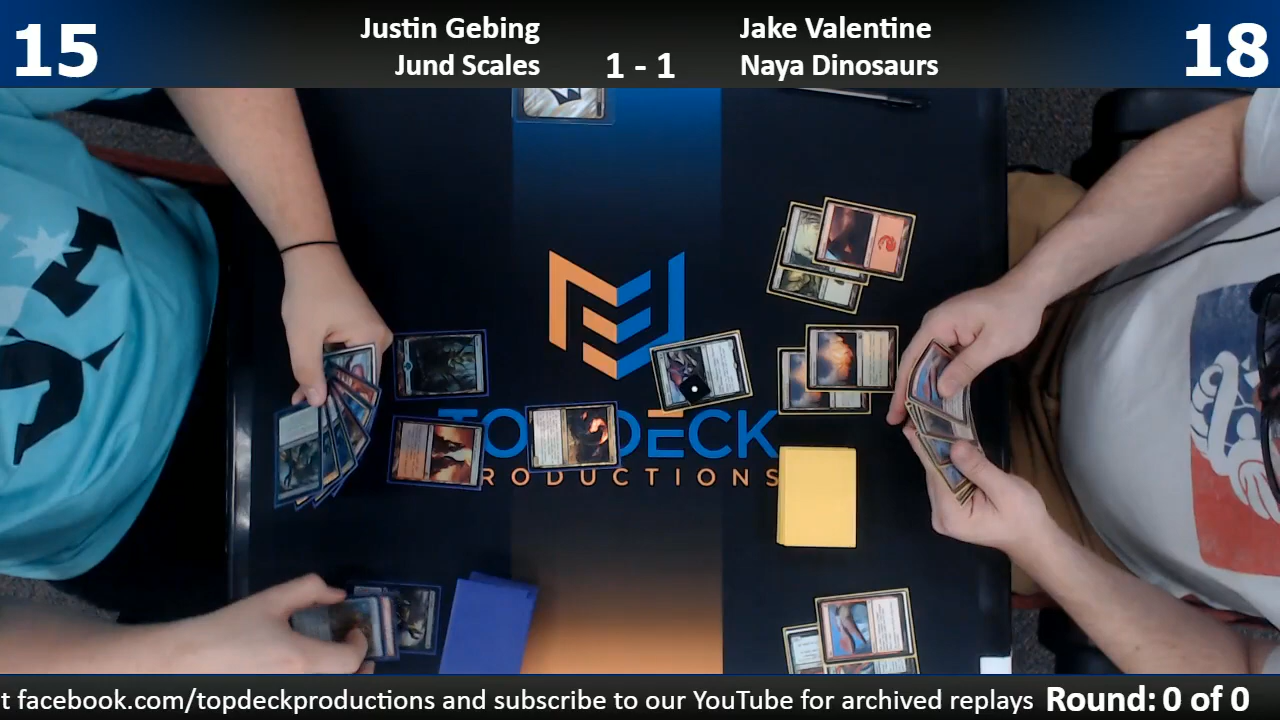 15
Justin Gebing
Jund Scales
1 - 1
Jake Valentine
Naya Dinosaurs
18
TOPDECK
PRODUCTIONS
t facebook.com/topdeckproductions and subscribe to our YouTube for archived replays
Round: 0 of 0